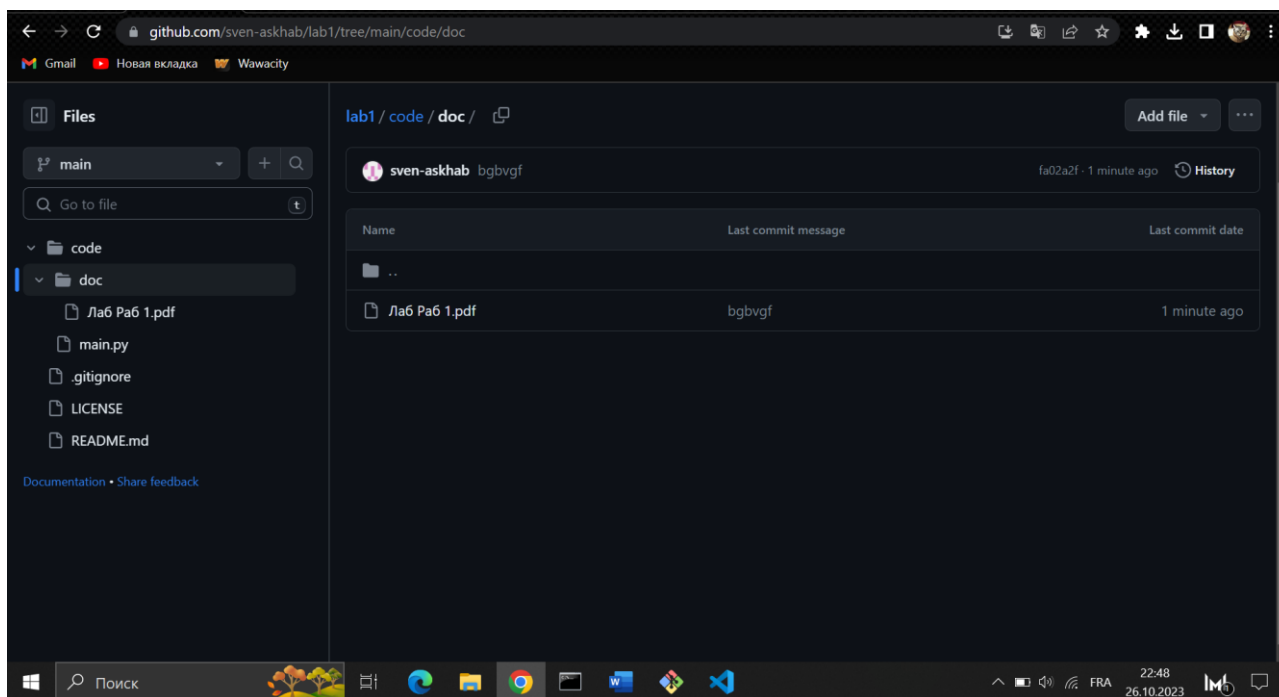 github.com/sven-askhab/lab1/tree/main/code/doc
Gmail Новая вкладка Wawacity
Files
main
Go to file t
code
doc
Лаб Раб 1.pdf
main.py
.gitignore
LICENSE
README.md
Documentation • Share feedback
lab1 / code / doc /
Add file
sven-askhab bgbvgf
fa02a2f · 1 minute ago History
Name Last commit message Last commit date
..
Лаб Раб 1.pdf bgbvgf 1 minute ago
Поиск
FRA
22:48
26.10.2023